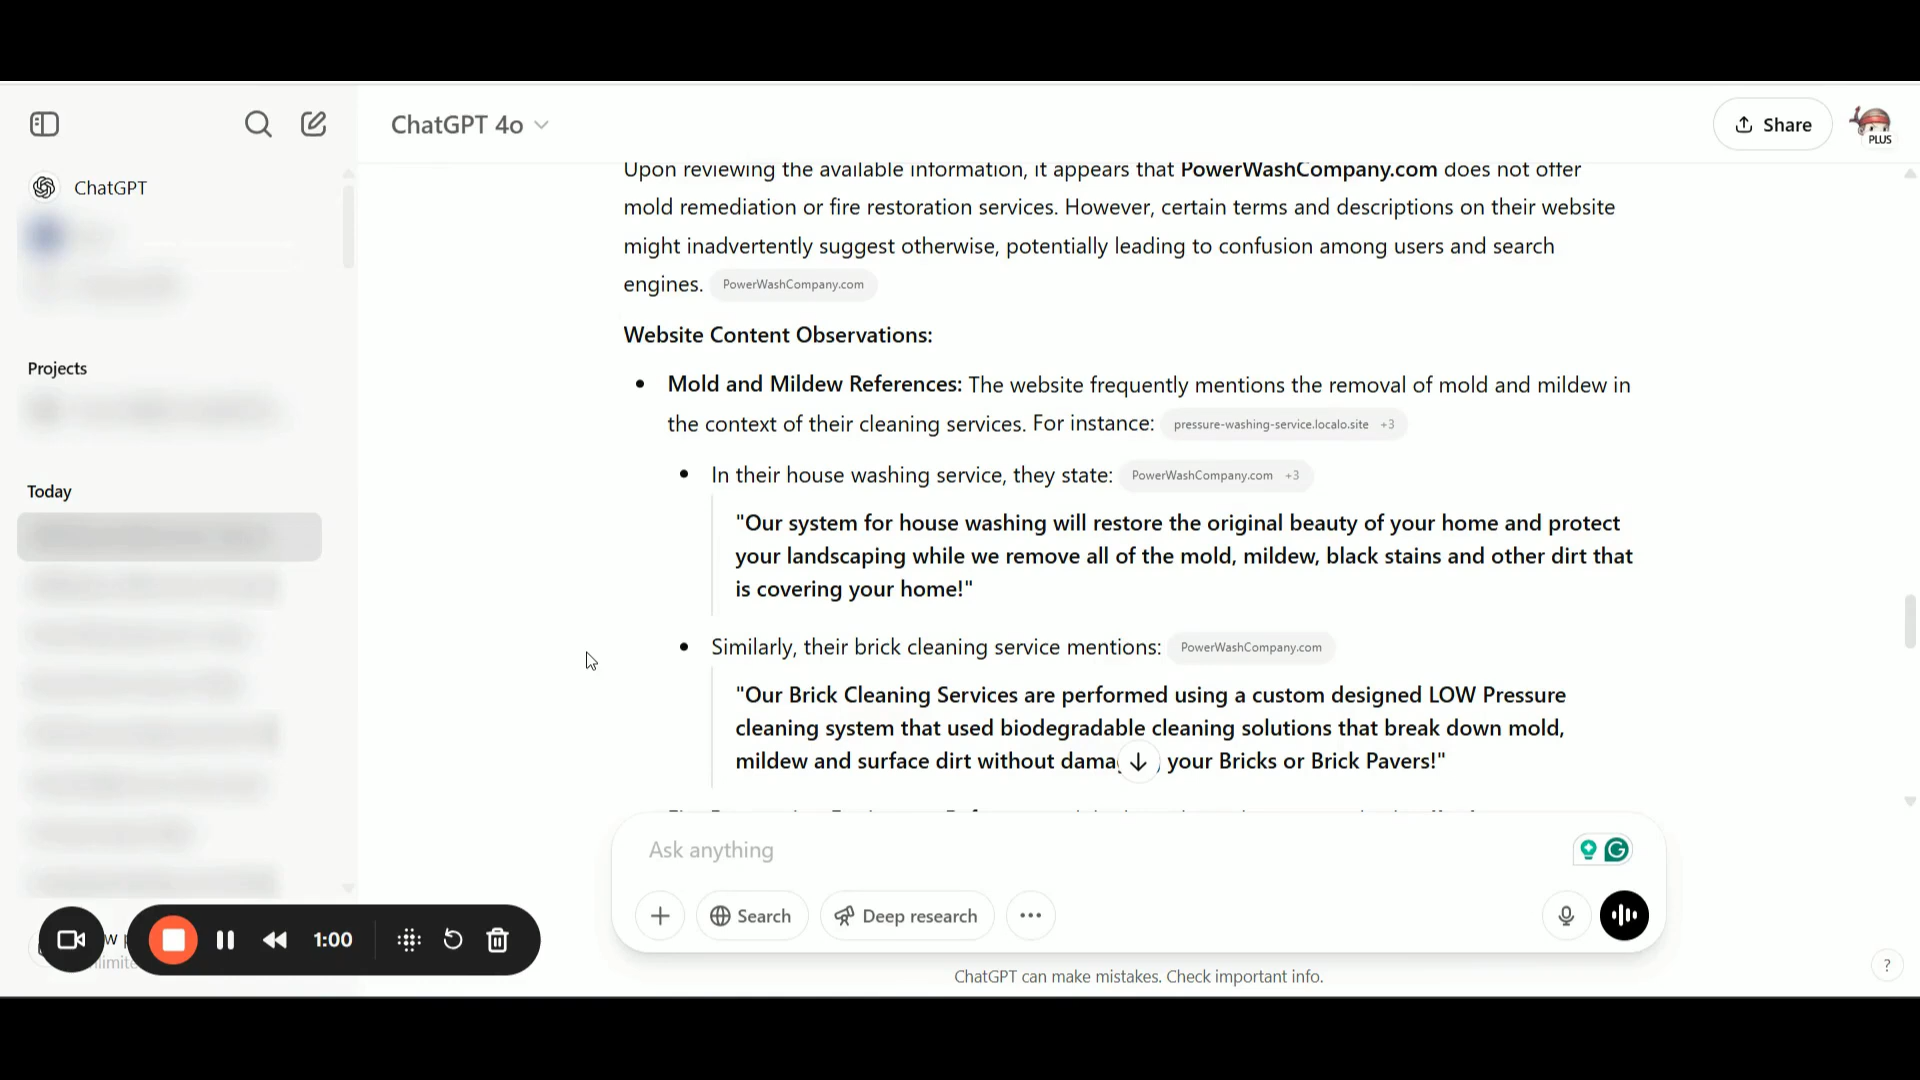 ChatGPT 4o
Share
PLUS
ChatGPT
Projects
Today
Upon reviewing the available information, it appears that PowerWashCompany.com does not offer
mold remediation or fire restoration services. However, certain terms and descriptions on their website
might inadvertently suggest otherwise, potentially leading to confusion among users and search
engines. PowerWashCompany.com
Website Content Observations:
• Mold and Mildew References: The website frequently mentions the removal of mold and mildew in
the context of their cleaning services. For instance: pressure-washing-service.localo.site +3
• In their house washing service, they state: PowerWashCompany.com +3
"Our system for house washing will restore the original beauty of your home and protect
your landscaping while we remove all of the mold, mildew, black stains and other dirt that
is covering your home!"
• Similarly, their brick cleaning service mentions: PowerWashCompany.com
"Our Brick Cleaning Services are performed using a custom designed LOW Pressure
cleaning system that used biodegradable cleaning solutions that break down mold,
mildew and surface dirt without dama your Bricks or Brick Pavers!"
Ask anything
Search
Deep research
1:00
ChatGPT can make mistakes. Check important info.
?